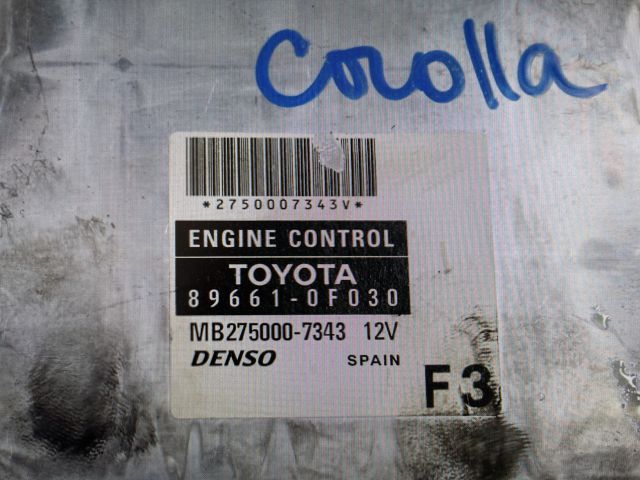 Corolla
*2750007343V*
ENGINE CONTROL
TOYOTA
89661-0F030
MB275000-7343 12V
DENSO SPAIN
F3